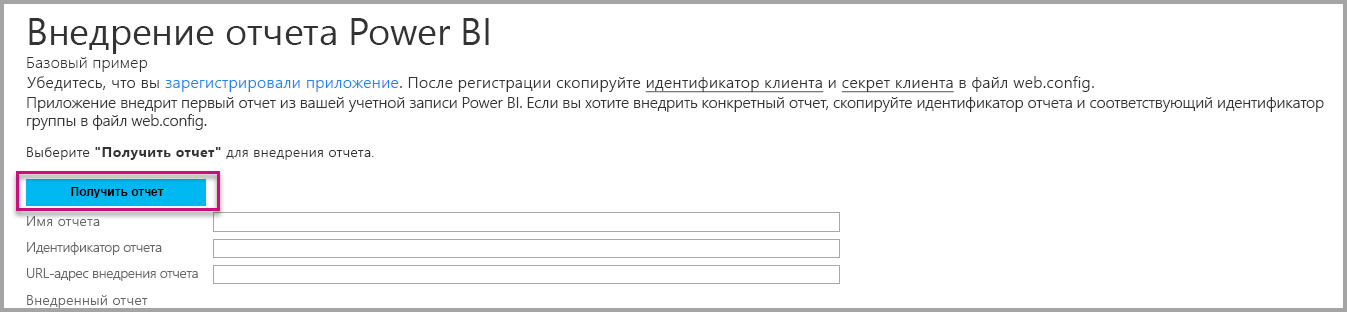 Внедрение отчета Power BI
Базовый пример
Убедитесь, что вы зарегистрировали приложение. После регистрации скопируйте идентификатор клиента и секрет клиента в файл web.config.
Приложение внедрит первый отчет из вашей учетной записи Power BI. Если вы хотите внедрить конкретный отчет, скопируйте идентификатор отчета и соответствующий идентификатор
группы в файл web.config.
Выберите "Получить отчет" для внедрения отчета.
Получить отчет
Имя отчета
Идентификатор отчета
URL-адрес внедрения отчета
Внедренный отчет